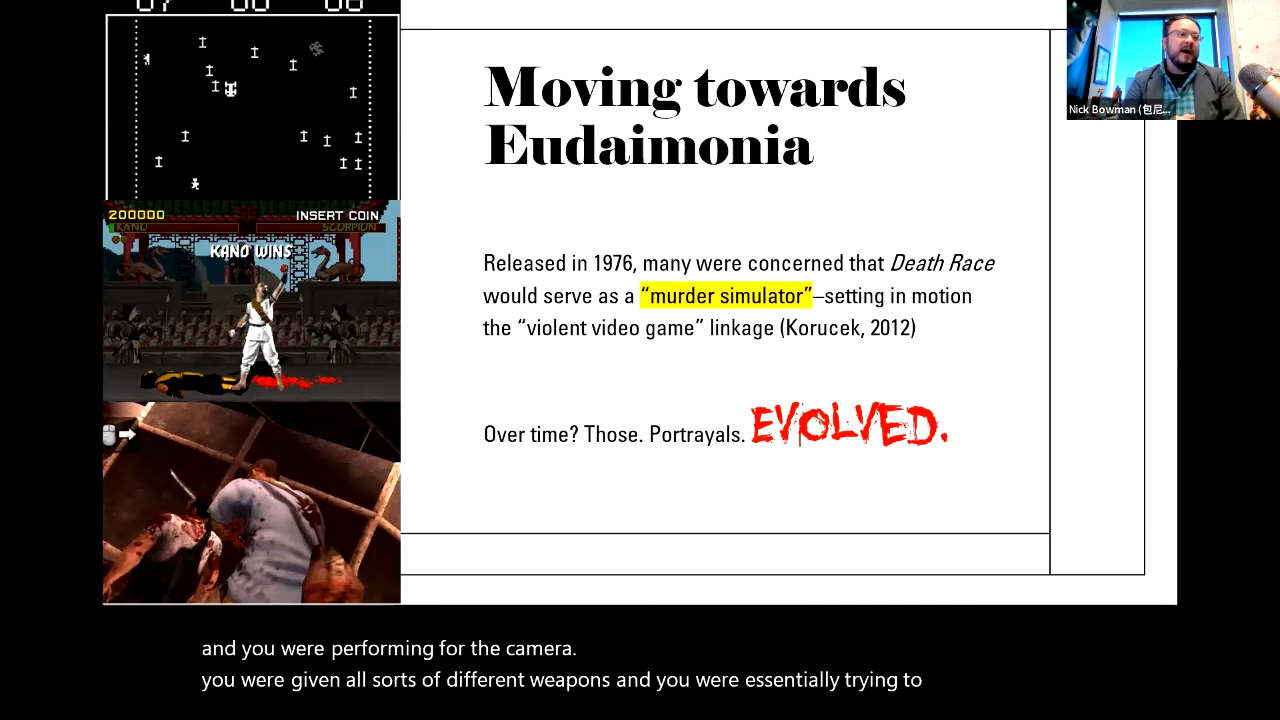 Moving towards
Eudaimonia
Released in 1976, many were concerned that Death Race
would serve as a “murder simulator”–setting in motion
the “violent video game” linkage (Korucek, 2012)
Over time? Those. Portrayals. EVOLVED.
200000
INSERT COIN
KANO
SCORPION
KANO WINS
Nick Bowman (包尼...
and you were performing for the camera.
you were given all sorts of different weapons and you were essentially trying to